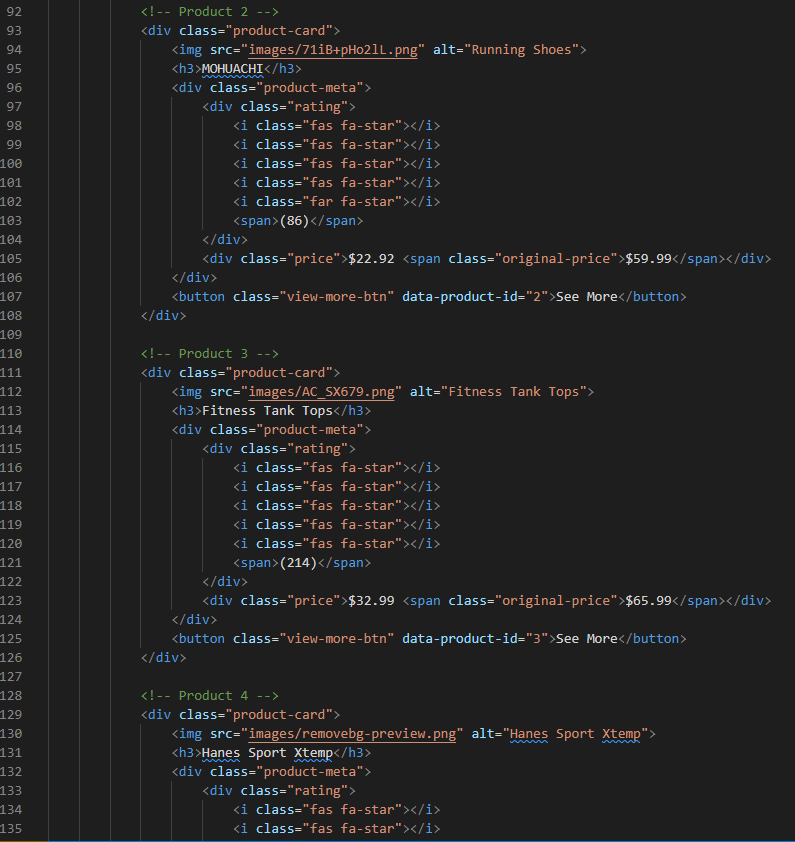 92 <!-- Product 2 -->
93 <div class="product-card">
94 <img src="images/71iB+pHo2lL.png" alt="Running Shoes">
95 <h3>MOHUACHI</h3>
96 <div class="product-meta">
97 <div class="rating">
98 <i class="fas fa-star"></i>
99 <i class="fas fa-star"></i>
100 <i class="fas fa-star"></i>
101 <i class="fas fa-star"></i>
102 <i class="far fa-star"></i>
103 <span>(86)</span>
104 </div>
105 <div class="price">$22.92 <span class="original-price">$59.99</span></div>
106 </div>
107 <button class="view-more-btn" data-product-id="2">See More</button>
108 </div>
109
110 <!-- Product 3 -->
111 <div class="product-card">
112 <img src="images/AC_SX679.png" alt="Fitness Tank Tops">
113 <h3>Fitness Tank Tops</h3>
114 <div class="product-meta">
115 <div class="rating">
116 <i class="fas fa-star"></i>
117 <i class="fas fa-star"></i>
118 <i class="fas fa-star"></i>
119 <i class="fas fa-star"></i>
120 <i class="fas fa-star"></i>
121 <span>(214)</span>
122 </div>
123 <div class="price">$32.99 <span class="original-price">$65.99</span></div>
124 </div>
125 <button class="view-more-btn" data-product-id="3">See More</button>
126 </div>
127
128 <!-- Product 4 -->
129 <div class="product-card">
130 <img src="images/removebg-preview.png" alt="Hanes Sport Xtemp">
131 <h3>Hanes Sport Xtemp</h3>
132 <div class="product-meta">
133 <div class="rating">
134 <i class="fas fa-star"></i>
135 <i class="fas fa-star"></i>